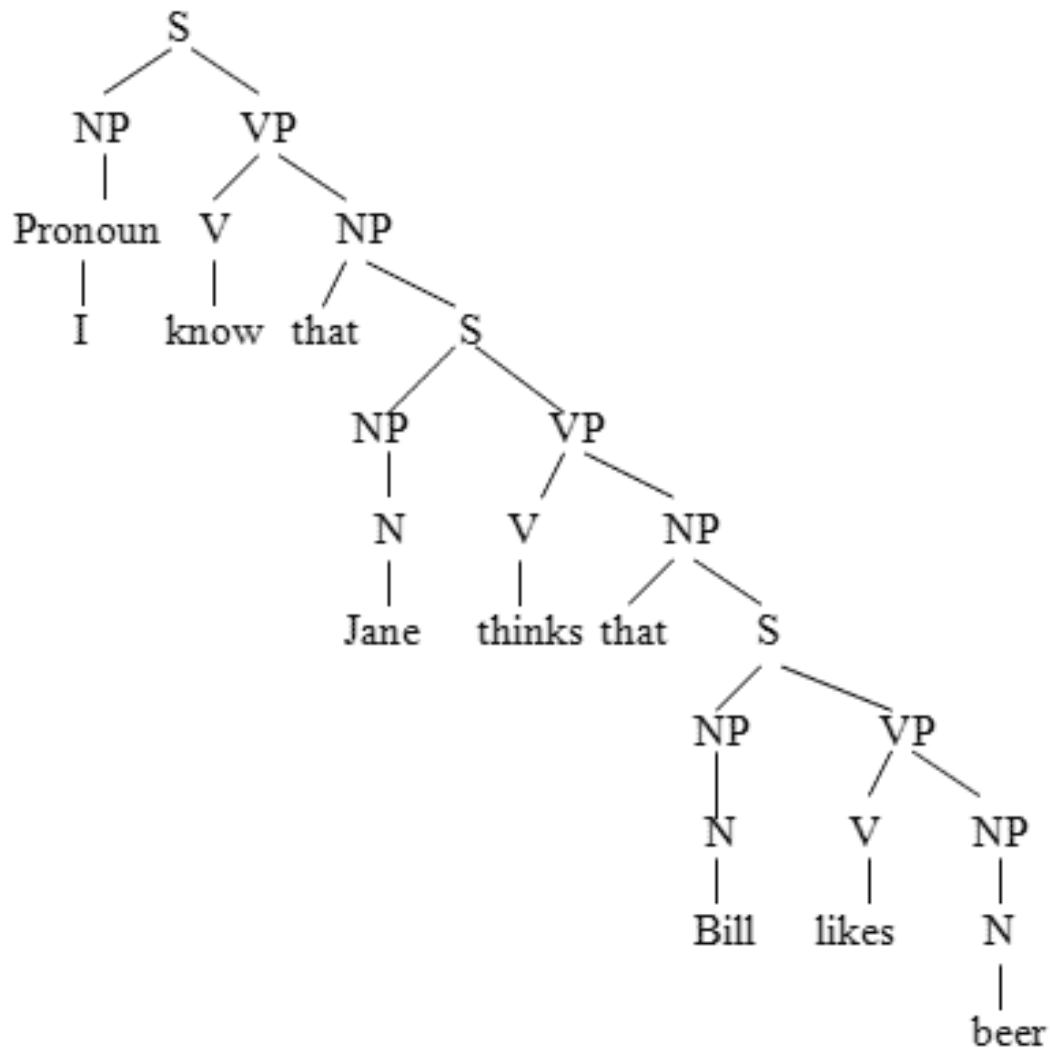 S
NP VP
Pronoun V NP
I know that S
NP VP
N V NP
Jane thinks that S
NP VP
N V NP
Bill likes N
beer